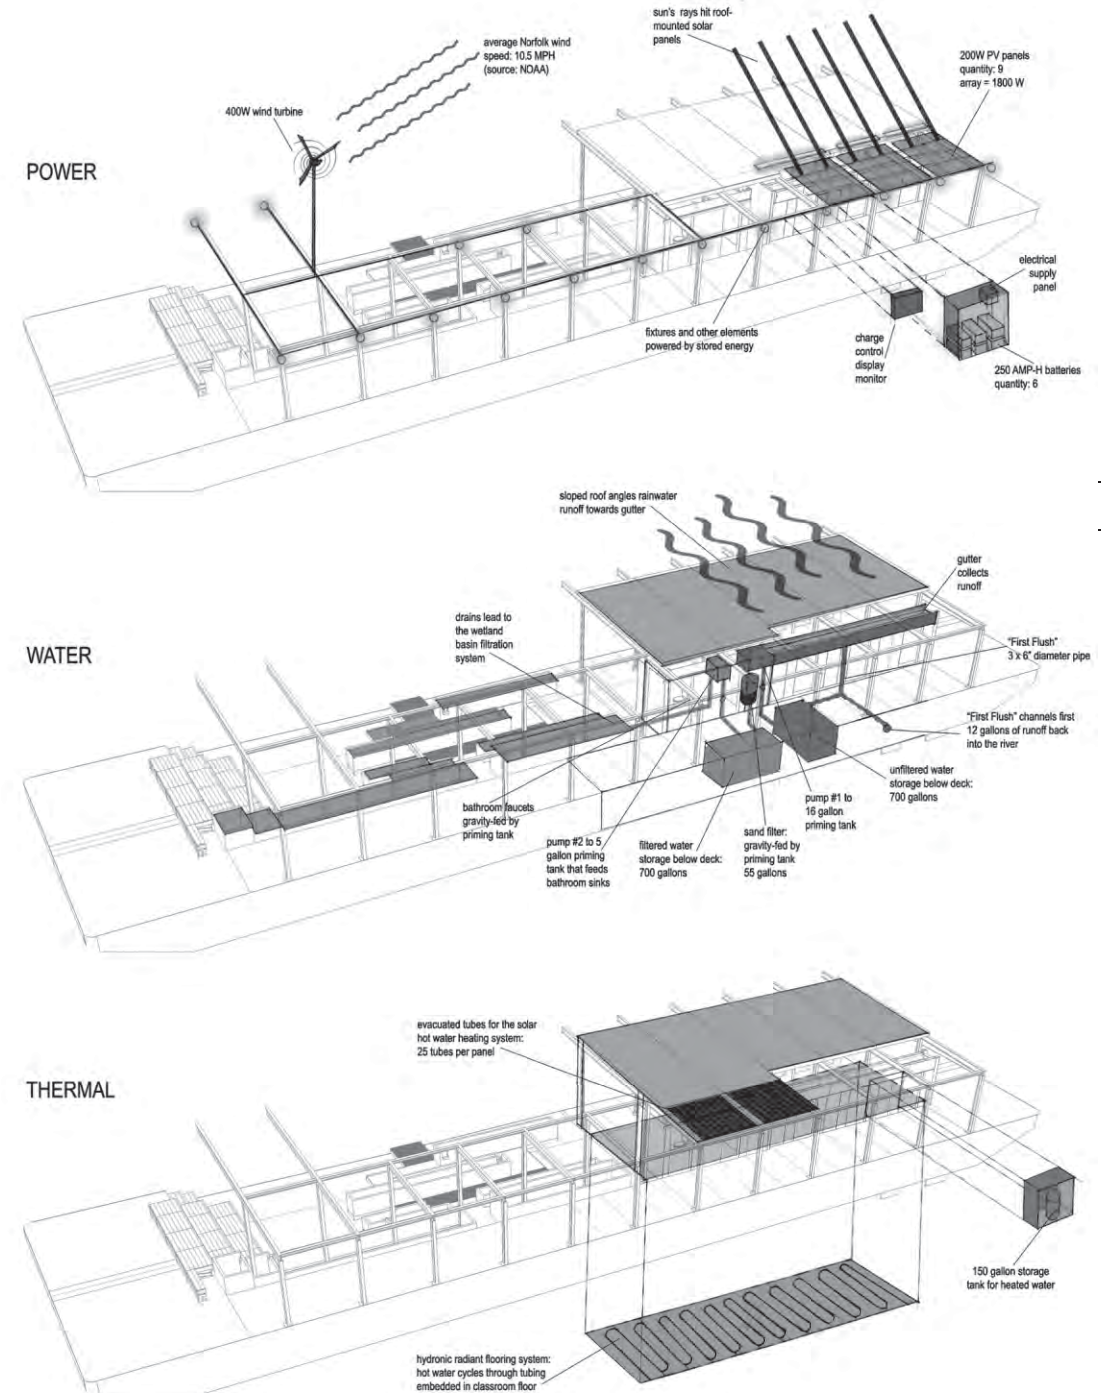 sun's rays hit roof-
mounted solar
panels
average Norfolk wind
speed: 10.5 MPH
(source: NOAA)
200W PV panels
quantity: 9
array = 1800 W
400W wind turbine
POWER
electrical
supply
panel
fixtures and other elements
powered by stored energy
charge
control
display
monitor
250 AMP-H batteries
quantity: 6
sloped roof angles rainwater
runoff towards gutter
gutter
collects
runoff
drains lead to
the wetland
basin filtration
system
WATER
"First Flush"
3 x 6" diameter pipe
"First Flush" channels first
12 gallons of runoff back
into the river
unfiltered water
storage below deck:
700 gallons
bathroom faucets
gravity-fed by
priming tank
pump #1 to
16 gallon
priming tank
pump #2 to 5
gallon priming
tank that feeds
bathroom sinks
filtered water
storage below deck:
700 gallons
sand filter:
gravity-fed by
priming tank
55 gallons
evacuated tubes for the solar
hot water heating system:
25 tubes per panel
THERMAL
150 gallon storage
tank for heated water
hydronic radiant flooring system:
hot water cycles through tubing
embedded in classroom floor